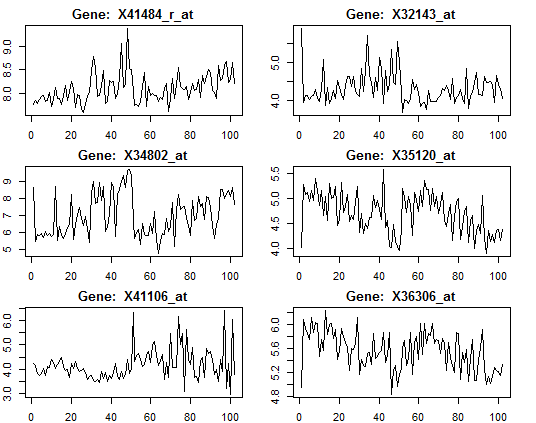 Gene: X41484_r_at
8.0 8.5 9.0
0 20 40 60 80 100
Gene: X32143_at
4.0 5.0
0 20 40 60 80 100
Gene: X34802_at
5 6 7 8 9
0 20 40 60 80 100
Gene: X35120_at
4.0 4.5 5.0 5.5
0 20 40 60 80 100
Gene: X41106_at
3.0 4.0 5.0 6.0
0 20 40 60 80 100
Gene: X36306_at
4.8 5.2 5.6 6.2
0 20 40 60 80 100